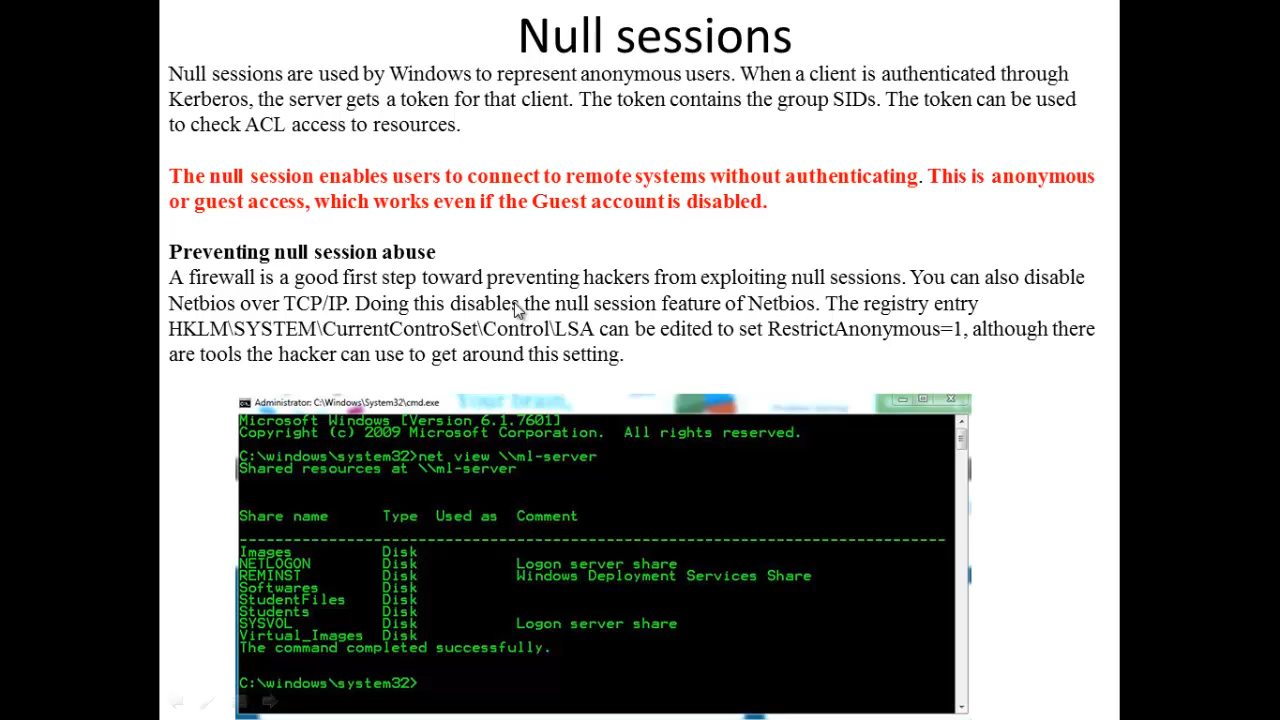 Null sessions
Null sessions are used by Windows to represent anonymous users. When a client is authenticated through
Kerberos, the server gets a token for that client. The token contains the group SIDs. The token can be used
to check ACL access to resources.
The null session enables users to connect to remote systems without authenticating. This is anonymous
or guest access, which works even if the Guest account is disabled.
Preventing null session abuse
A firewall is a good first step toward preventing hackers from exploiting null sessions. You can also disable
Netbios over TCP/IP. Doing this disables the null session feature of Netbios. The registry entry
HKLM\SYSTEM\CurrentControSet\Control\LSA can be edited to set RestrictAnonymous=1, although there
are tools the hacker can use to get around this setting.
Administrator: C:\Windows\System32\cmd.exe
Microsoft Windows [Version 6.1.7601]
Copyright (c) 2009 Microsoft Corporation.  All rights reserved.
C:\windows\system32>net view \\ml-server
Shared resources at \\ml-server
Share name Type Used as Comment
-------------------------------------------------------------------------------
Images Disk
NETLOGON Disk Logon server share
REMINST Disk Windows Deployment Services Share
Softwares Disk
StudentFiles Disk
Students Disk
SYSVOL Disk Logon server share
Virtual_Images Disk
The command completed successfully.
C:\windows\system32>